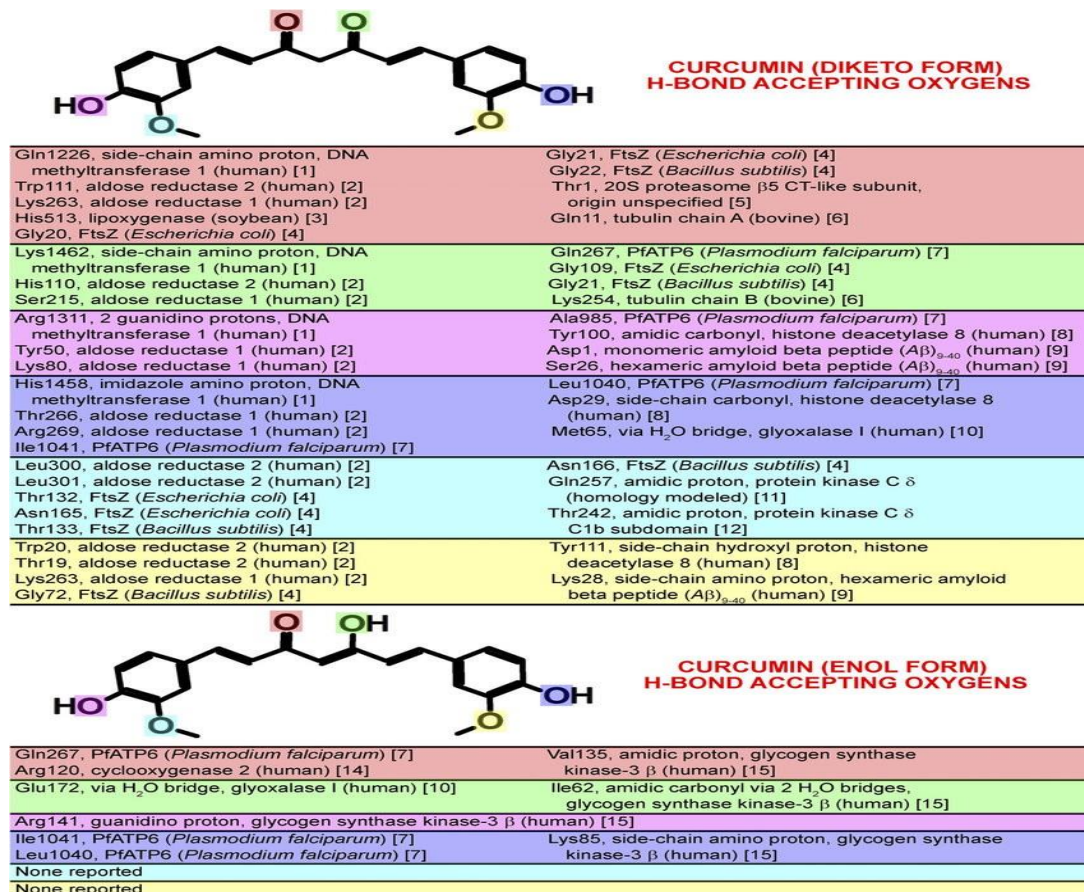 O O
HO O O OH
CURCUMIN (DIKETO FORM)
H-BOND ACCEPTING OXYGENS
Gln1226, side-chain amino proton, DNA
methyltransferase 1 (human) [1]
Trp111, aldose reductase 2 (human) [2]
Lys263, aldose reductase 1 (human) [2]
His513, lipoxygenase (soybean) [3]
Gly20, FtsZ (Escherichia coli) [4]
Gly21, FtsZ (Escherichia coli) [4]
Gly22, FtsZ (Bacillus subtilis) [4]
Thr1, 20S proteasome β5 CT-like subunit,
origin unspecified [5]
Gln11, tubulin chain A (bovine) [6]
Lys1462, side-chain amino proton, DNA
methyltransferase 1 (human) [1]
His110, aldose reductase 2 (human) [2]
Ser215, aldose reductase 1 (human) [2]
Gln267, PfATP6 (Plasmodium falciparum) [7]
Gly109, FtsZ (Escherichia coli) [4]
Gly21, FtsZ (Bacillus subtilis) [4]
Lys254, tubulin chain B (bovine) [6]
Arg1311, 2 guanidino protons, DNA
methyltransferase 1 (human) [1]
Tyr50, aldose reductase 1 (human) [2]
Lys80, aldose reductase 1 (human) [2]
Ala985, PfATP6 (Plasmodium falciparum) [7]
Tyr100, amidic carbonyl, histone deacetylase 8 (human) [8]
Asp1, monomeric amyloid beta peptide (Aβ)9-40 (human) [9]
Ser26, hexameric amyloid beta peptide (Aβ)9-40 (human) [9]
His1458, imidazole amino proton, DNA
methyltransferase 1 (human) [1]
Thr266, aldose reductase 1 (human) [2]
Arg269, aldose reductase 1 (human) [2]
Ile1041, PfATP6 (Plasmodium falciparum) [7]
Leu1040, PfATP6 (Plasmodium falciparum) [7]
Asp29, side-chain carbonyl, histone deacetylase 8
(human) [8]
Met65, via H₂O bridge, glyoxalase I (human) [10]
Leu300, aldose reductase 2 (human) [2]
Leu301, aldose reductase 2 (human) [2]
Thr132, FtsZ (Escherichia coli) [4]
Asn165, FtsZ (Escherichia coli) [4]
Thr133, FtsZ (Bacillus subtilis) [4]
Asn166, FtsZ (Bacillus subtilis) [4]
Gln257, amidic proton, protein kinase C δ
(homology modeled) [11]
Thr242, amidic proton, protein kinase C δ
C1b subdomain [12]
Trp20, aldose reductase 2 (human) [2]
Thr19, aldose reductase 2 (human) [2]
Lys263, aldose reductase 1 (human) [2]
Gly72, FtsZ (Bacillus subtilis) [4]
Tyr111, side-chain hydroxyl proton, histone
deacetylase 8 (human) [8]
Lys28, side-chain amino proton, hexameric amyloid
beta peptide (Aβ)9-40 (human) [9]
O OH
HO O O OH
CURCUMIN (ENOL FORM)
H-BOND ACCEPTING OXYGENS
Gln267, PfATP6 (Plasmodium falciparum) [7]
Arg120, cyclooxygenase 2 (human) [14]
Val135, amidic proton, glycogen synthase
kinase-3 β (human) [15]
Glu172, via H₂O bridge, glyoxalase I (human) [10]
Ile62, amidic carbonyl via 2 H₂O bridges,
glycogen synthase kinase-3 β (human) [15]
Arg141, guanidino proton, glycogen synthase kinase-3 β (human) [15]
Ile1041, PfATP6 (Plasmodium falciparum) [7]
Leu1040, PfATP6 (Plasmodium falciparum) [7]
Lys85, side-chain amino proton, glycogen synthase
kinase-3 β (human) [15]
None reported
None reported